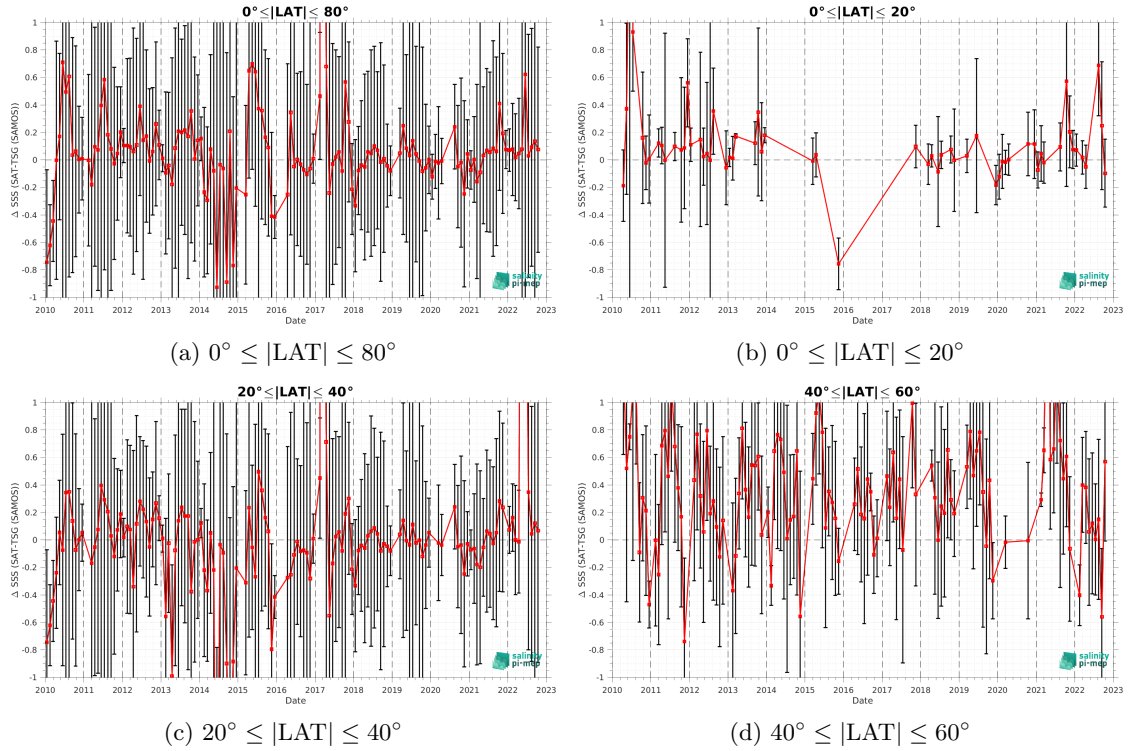 0°≤|LAT|≤ 80°
Δ SSS (SAT-TSG (SAMOS))
1
0.8
0.6
0.4
0.2
0
-0.2
-0.4
-0.6
-0.8
-1
2010 2011 2012 2013 2014 2015 2016 2017 2018 2019 2020 2021 2022 2023
Date
salinity
pi-mep
(a) 0° ≤ |LAT| ≤ 80°
0°≤|LAT|≤ 20°
Δ SSS (SAT-TSG (SAMOS))
1
0.8
0.6
0.4
0.2
0
-0.2
-0.4
-0.6
-0.8
-1
2010 2011 2012 2013 2014 2015 2016 2017 2018 2019 2020 2021 2022 2023
Date
salinity
pi-mep
(b) 0° ≤ |LAT| ≤ 20°
20°≤|LAT|≤ 40°
Δ SSS (SAT-TSG (SAMOS))
1
0.8
0.6
0.4
0.2
0
-0.2
-0.4
-0.6
-0.8
-1
2010 2011 2012 2013 2014 2015 2016 2017 2018 2019 2020 2021 2022 2023
Date
salinity
pi-mep
(c) 20° ≤ |LAT| ≤ 40°
40°≤|LAT|≤ 60°
Δ SSS (SAT-TSG (SAMOS))
1
0.8
0.6
0.4
0.2
0
-0.2
-0.4
-0.6
-0.8
-1
2010 2011 2012 2013 2014 2015 2016 2017 2018 2019 2020 2021 2022 2023
Date
salinity
pi-mep
(d) 40° ≤ |LAT| ≤ 60°